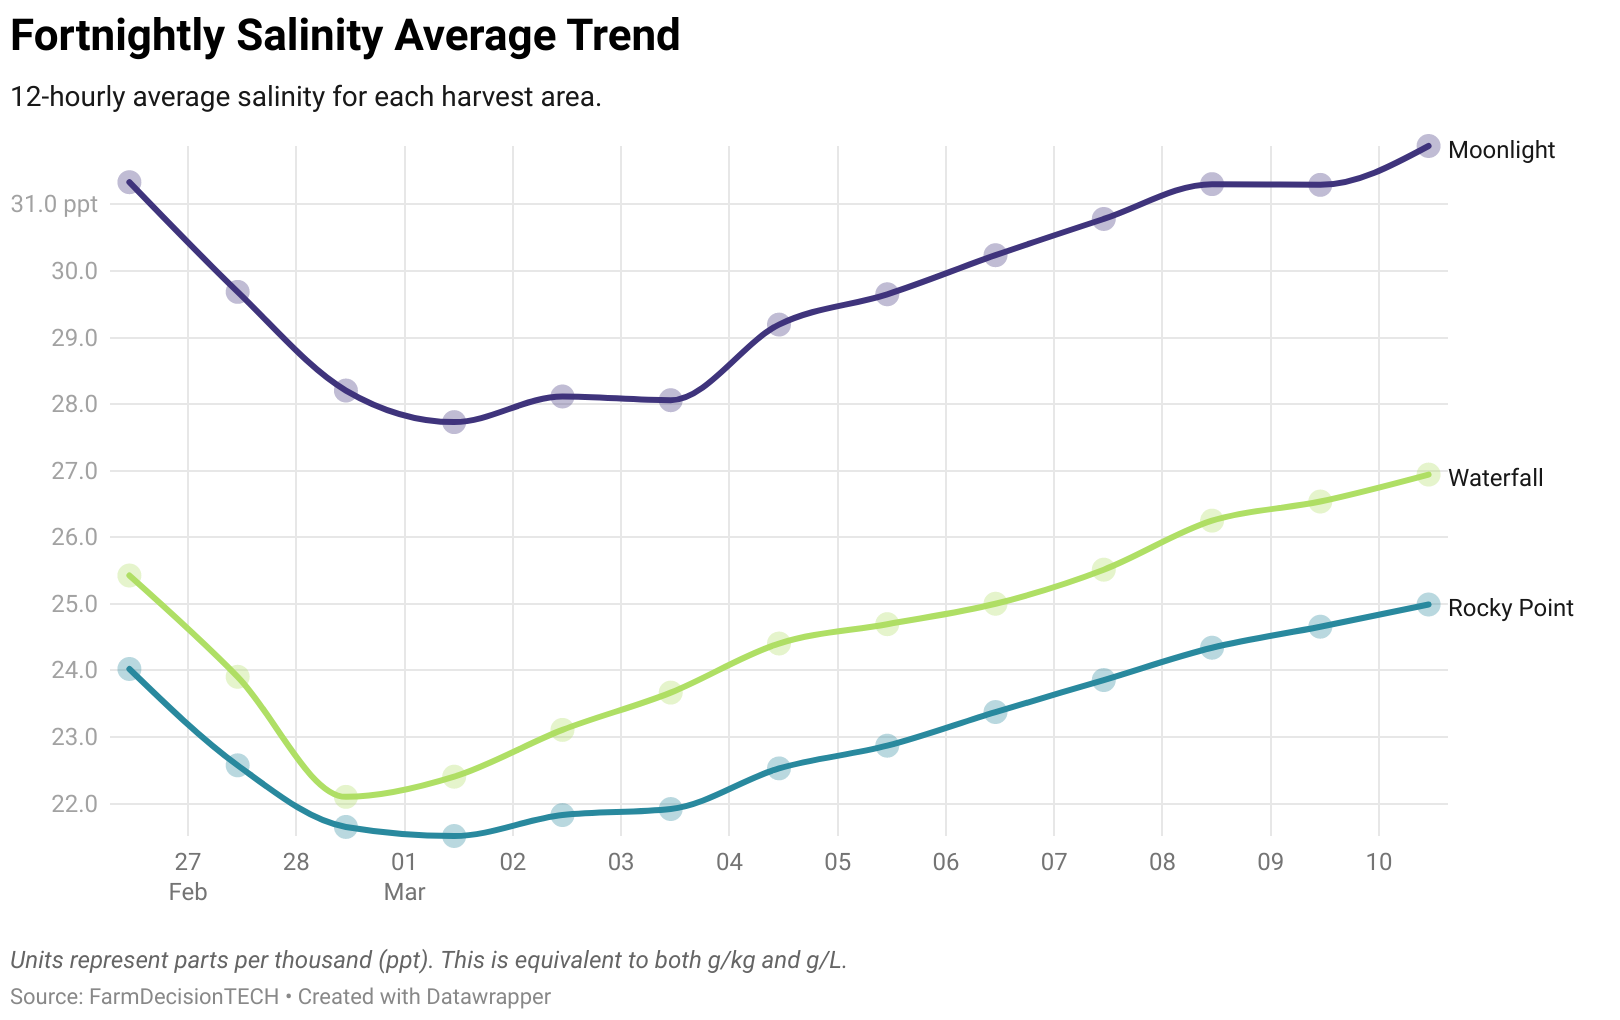 Fortnightly Salinity Average Trend
12-hourly average salinity for each harvest area.
Moonlight
31.0 ppt
30.0
29.0
28.0
27.0
Waterfall
26.0
25.0
Rocky Point
24.0
23.0
22.0
27 28 01 02 03 04 05 06 07 08 09 10
Feb Mar
Units represent parts per thousand (ppt). This is equivalent to both g/kg and g/L.
Source: FarmDecisionTECH • Created with Datawrapper